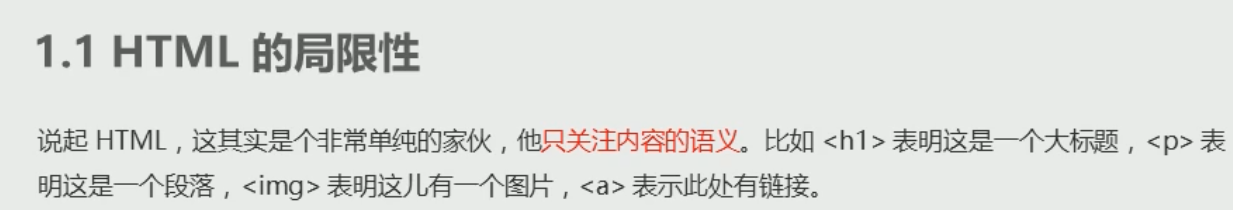 1.1 HTML 的局限性
说起 HTML，这其实是个非常单纯的家伙，他只关注内容的语义。比如 <h1> 表明这是一个大标题，<p> 表
明这是一个段落，<img> 表明这儿有一个图片，<a> 表示此处有链接。